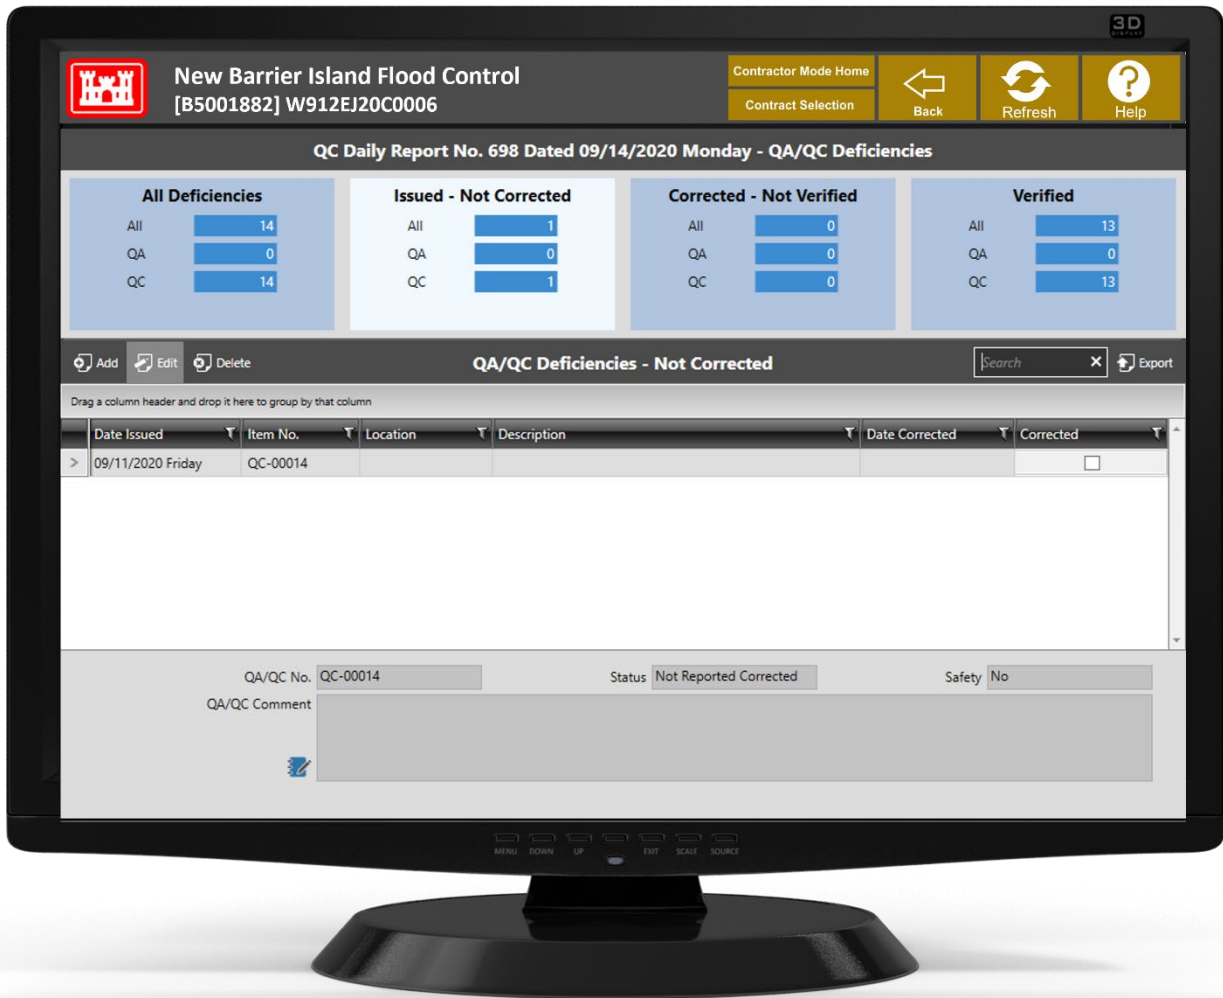 3D
DISPLAY
New Barrier Island Flood Control
[B5001882] W912EJ20C0006
Contractor Mode Home
Contract Selection
Back
Refresh
Help
QC Daily Report No. 698 Dated 09/14/2020 Monday - QA/QC Deficiencies
All Deficiencies
All 14
QA 0
QC 14
Issued - Not Corrected
All 1
QA 0
QC 1
Corrected - Not Verified
All 0
QA 0
QC 0
Verified
All 13
QA 0
QC 13
Add Edit Delete
QA/QC Deficiencies - Not Corrected
Search
Export
Drag a column header and drop it here to group by that column
Date Issued Item No. Location Description Date Corrected Corrected
09/11/2020 Friday QC-00014
QA/QC No. QC-00014 Status Not Reported Corrected Safety No
QA/QC Comment
MENU DOWN UP EXIT SCALE SOURCE